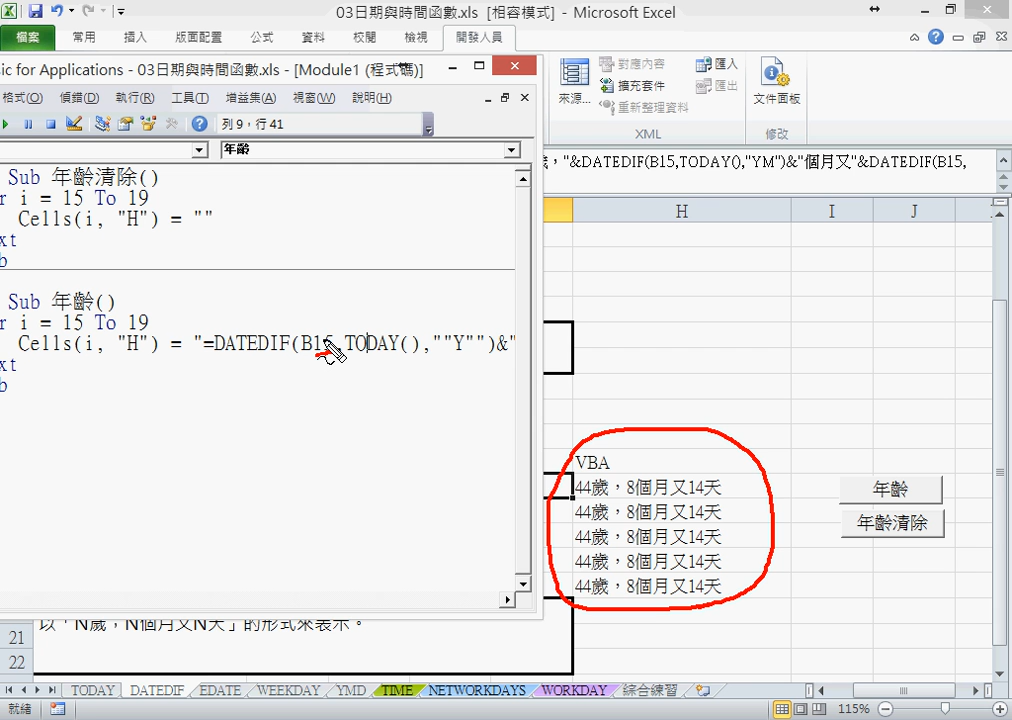 03日期與時間函數.xls [相容模式] - Microsoft Excel
檔案 常用 插入 版面配置 公式 資料 校閱 檢視 開發人員
ic for Applications - 03日期與時間函數.xls - [Module1 (程式碼)]
格式(O) 偵錯(D) 執行(R) 工具(T) 增益集(A) 視窗(W) 說明(H)
列 9，行 41
來源... 對應內容 擴充套件 重新整理資料 匯入 匯出 文件面板
XML 修改
年齡
歲，"&DATEDIF(B15,TODAY(),"YM")&"個月又"&DATEDIF(B15,
H I J
Sub 年齡清除()
r i = 15 To 19
Cells(i, "H") = ""
xt
b
Sub 年齡()
r i = 15 To 19
Cells(i, "H") = "=DATEDIF(B15,TODAY(),""Y"")&"
xt
b
VBA
44歲，8個月又14天
44歲，8個月又14天
44歲，8個月又14天
44歲，8個月又14天
44歲，8個月又14天
年齡
年齡清除
21 以「N歲，N個月又N天」的形式來表示。
22
TODAY DATEDIF EDATE WEEKDAY YMD TIME NETWORKDAYS WORKDAY 綜合練習
就緒 115%